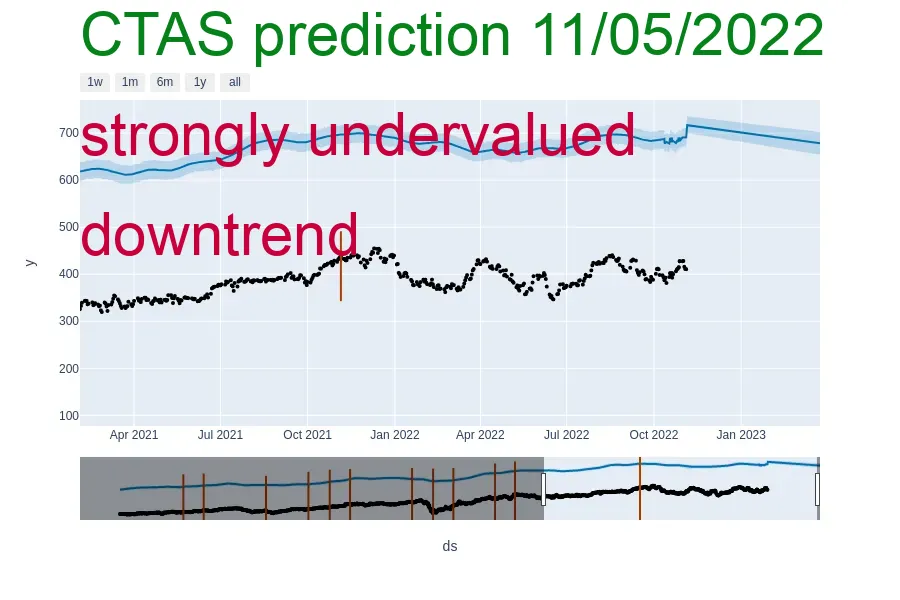 CTAS prediction 11/05/2022
1w 1m 6m 1y all
strongly undervalued
downtrend
700
600
500
400
300
200
100
y
Apr 2021 Jul 2021 Oct 2021 Jan 2022 Apr 2022 Jul 2022 Oct 2022 Jan 2023
ds